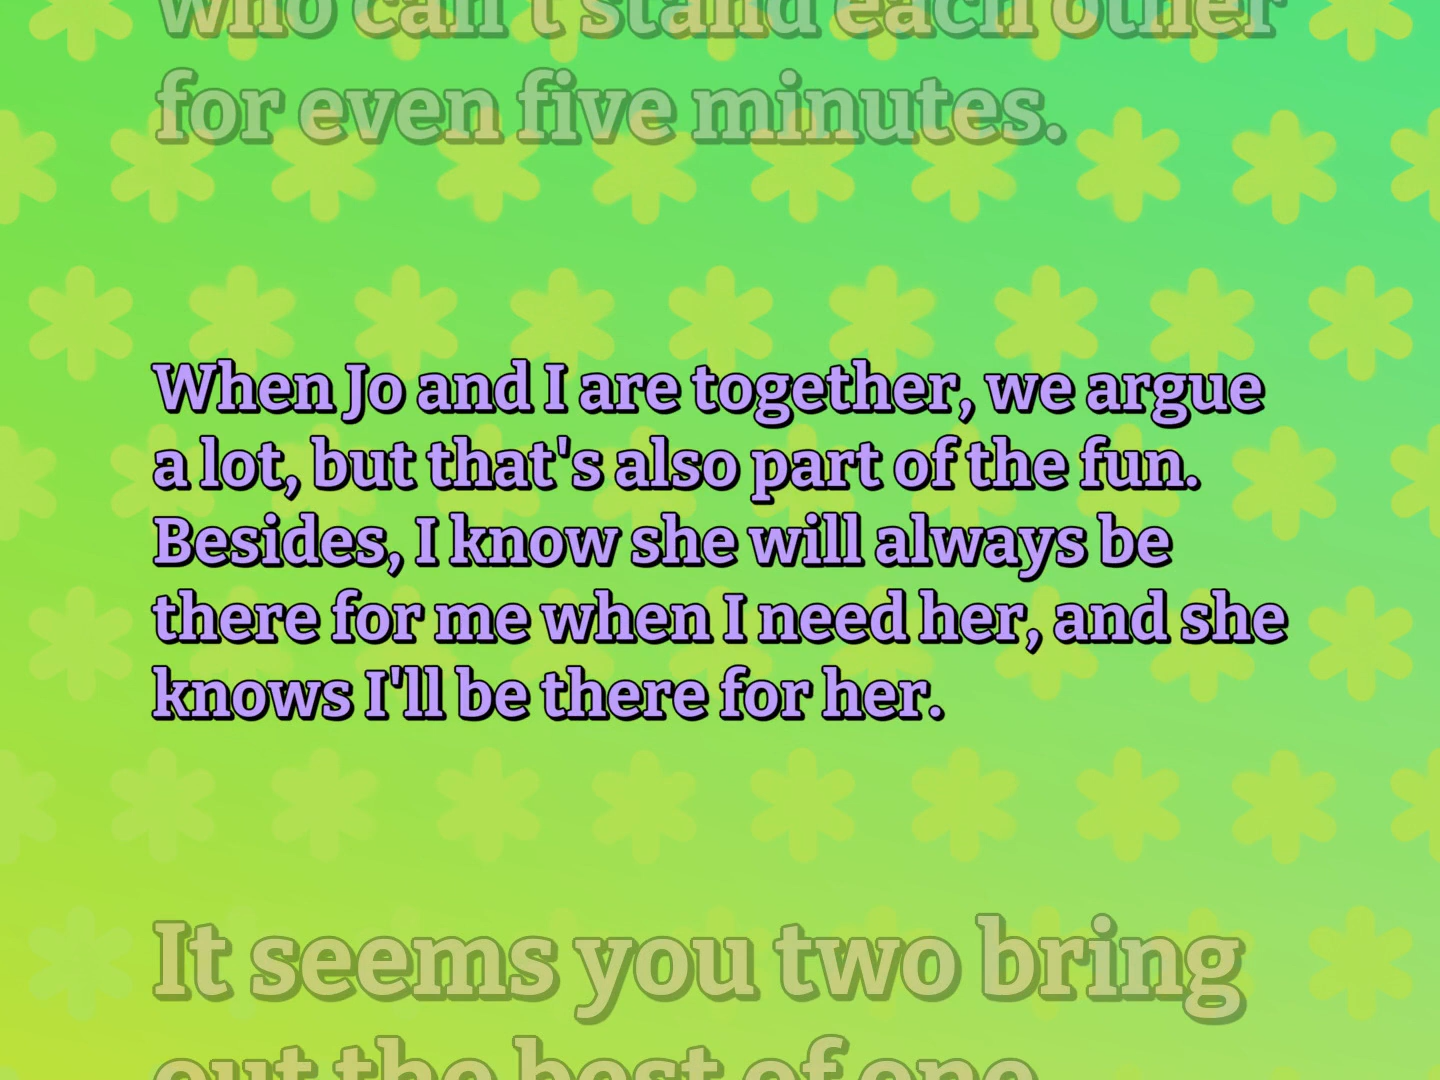 who can't stand each other
for even five minutes.
When Jo and I are together, we argue
a lot, but that's also part of the fun.
Besides, I know she will always be
there for me when I need her, and she
knows I'll be there for her.
It seems you two bring
out the best of one